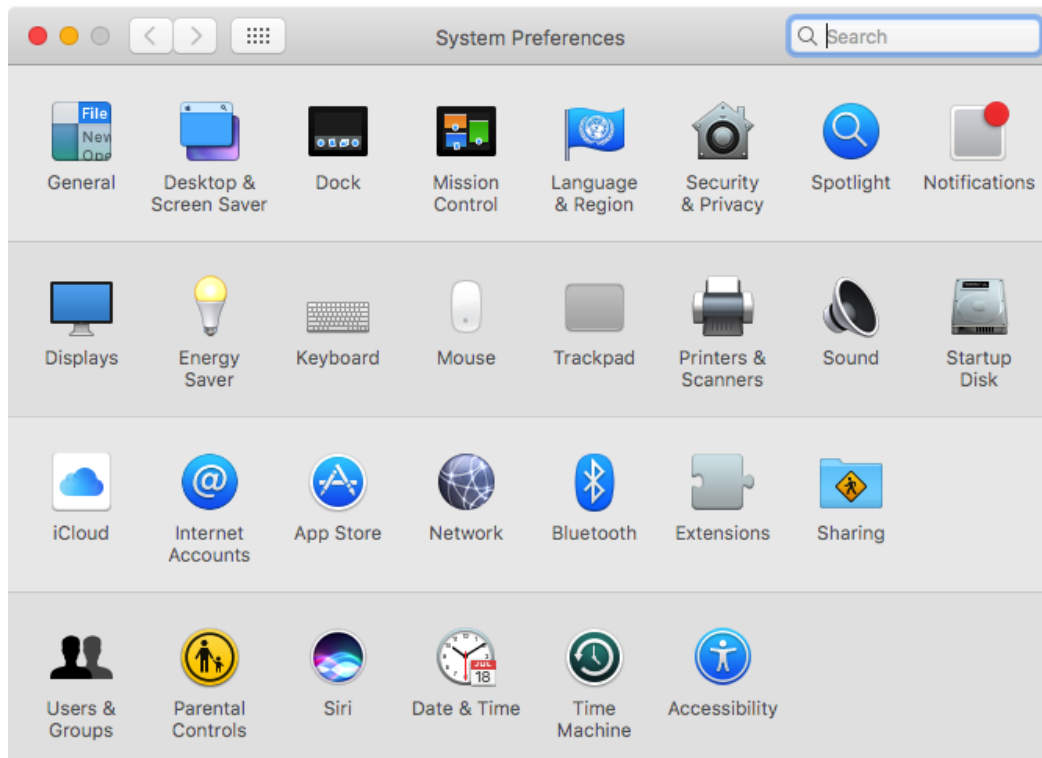 System Preferences
Search
File
New
Ope
General
Desktop &
Screen Saver
Dock
Mission
Control
Language
& Region
Security
& Privacy
Spotlight
Notifications
Displays
Energy
Saver
Keyboard
Mouse
Trackpad
Printers &
Scanners
Sound
Startup
Disk
@
iCloud
Internet
Accounts
App Store
Network
Bluetooth
Extensions
Sharing
JUL
18
Users &
Groups
Parental
Controls
Siri
Date & Time
Time
Machine
Accessibility